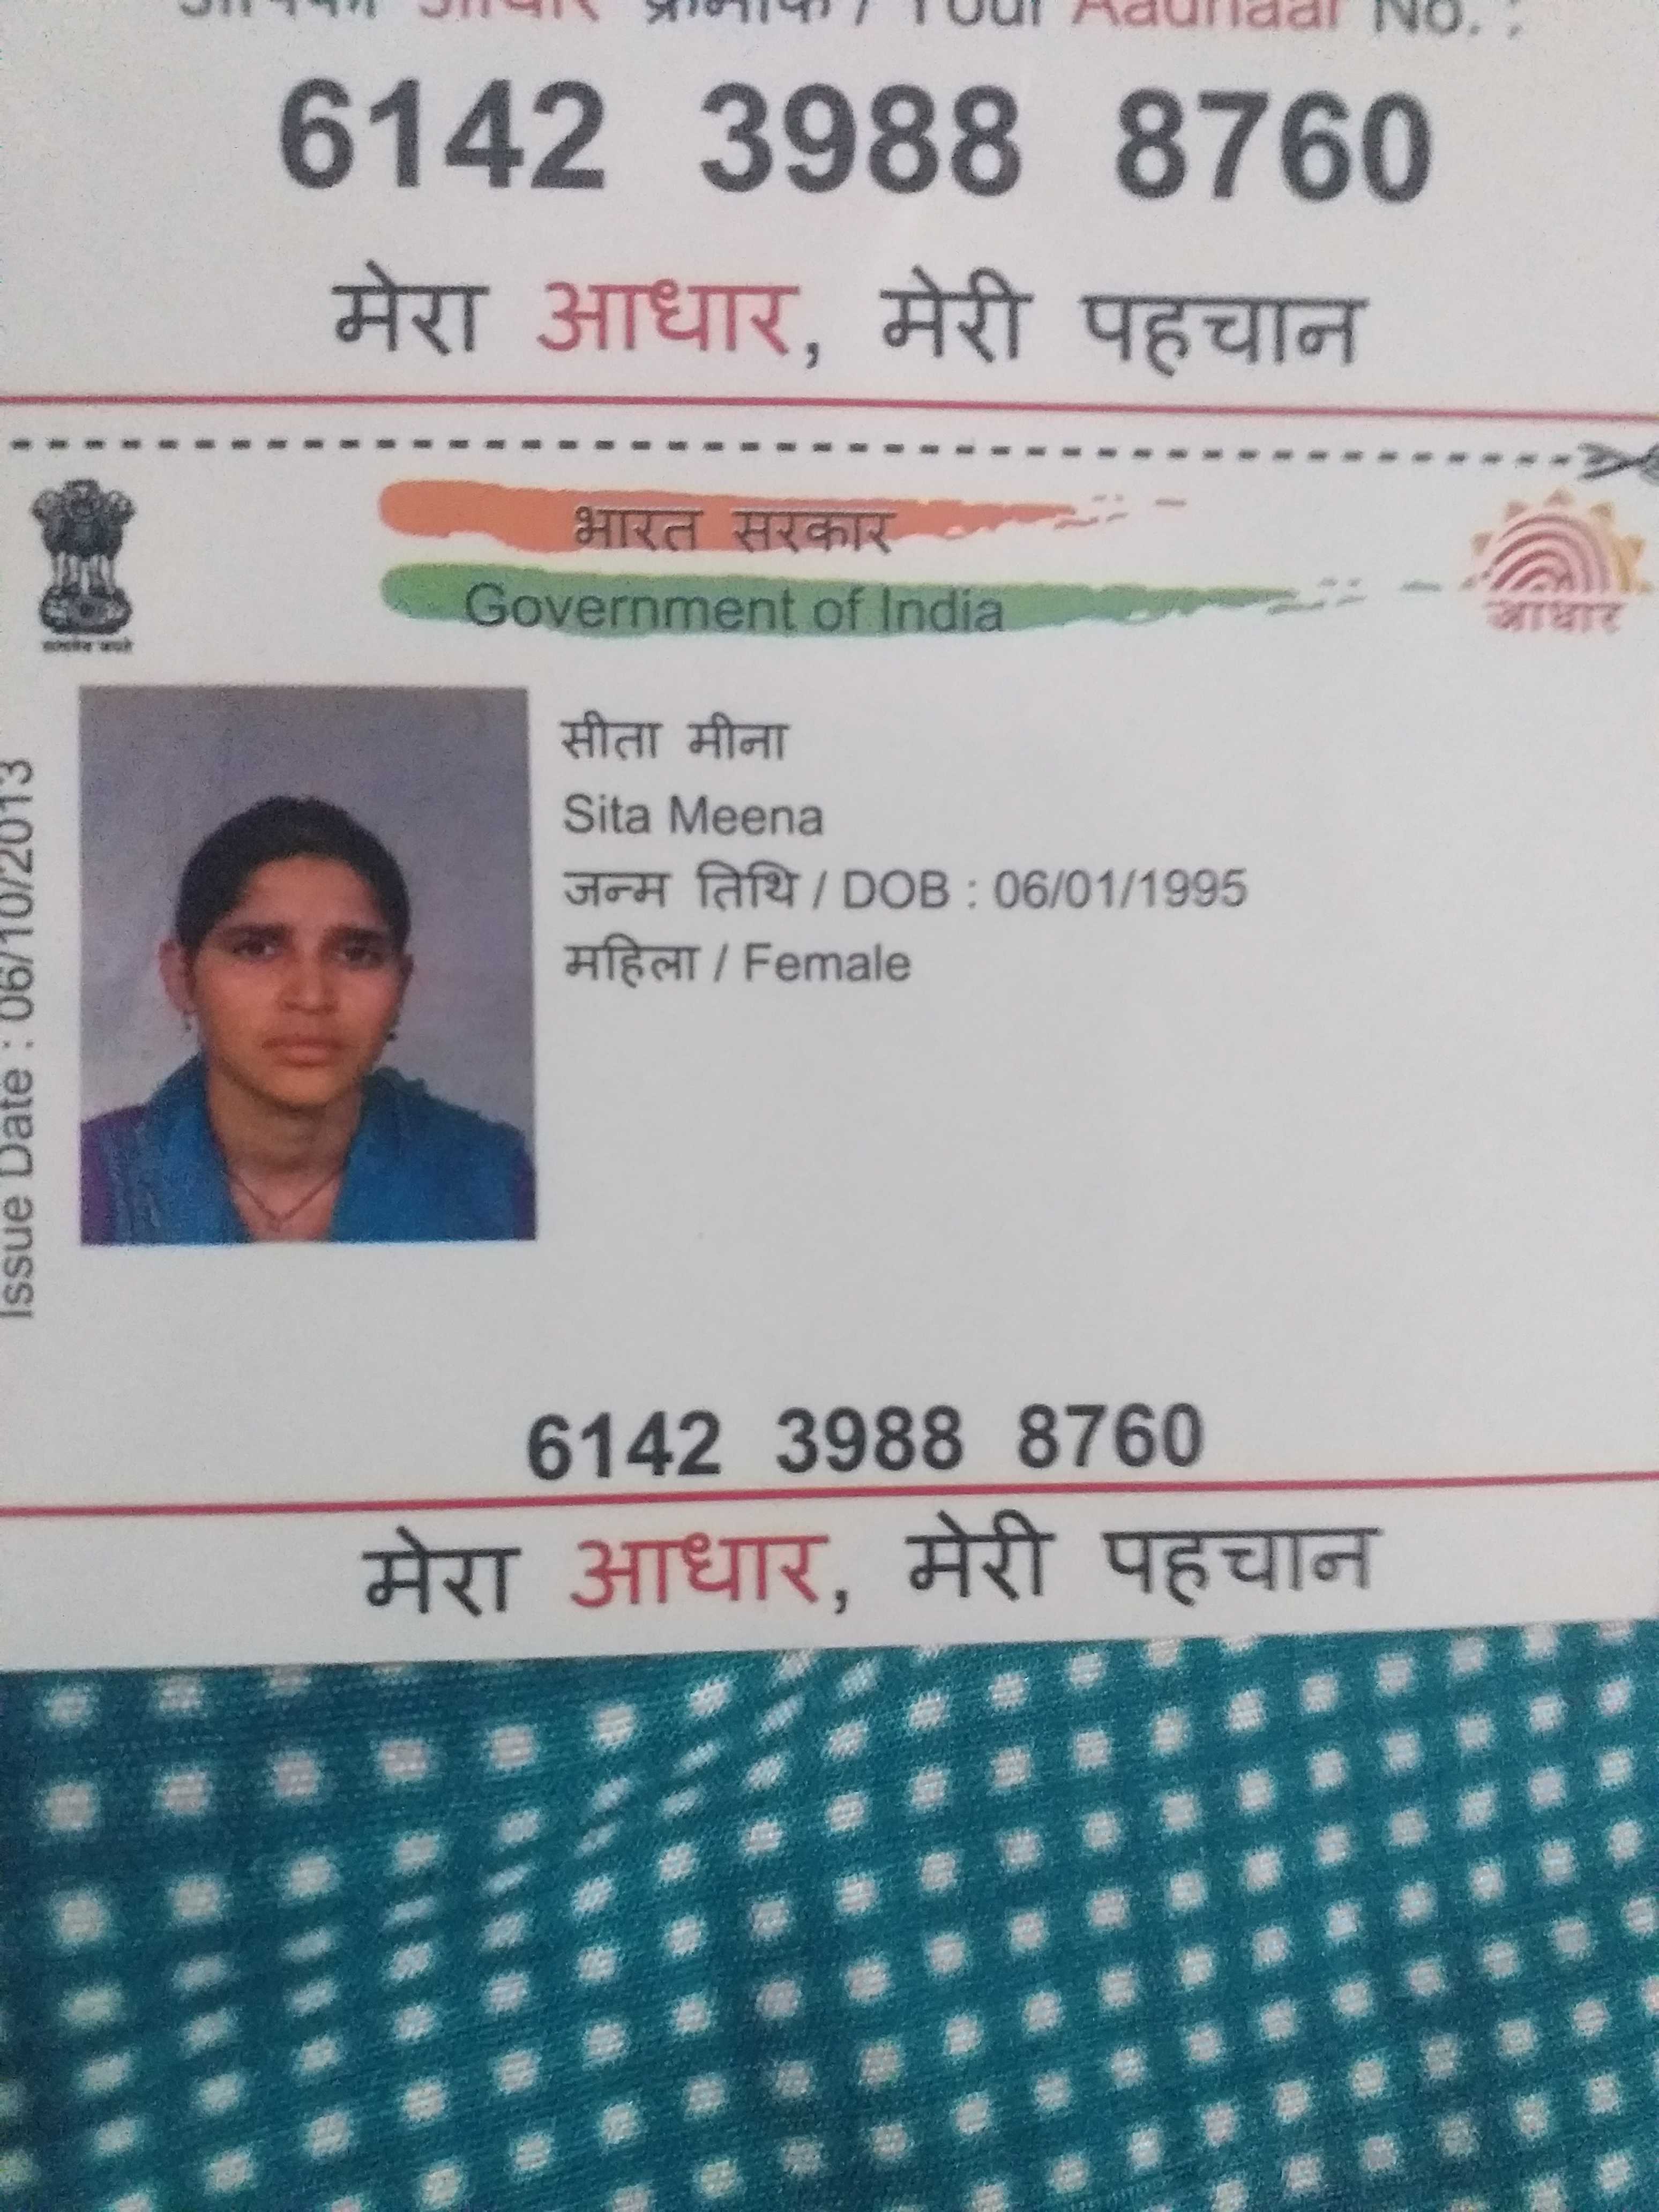 आपका आधार क्रमांक / Your Aadhaar No. :
6142 3988 8760
मेरा आधार, मेरी पहचान
भारत सरकार
Government of India
आधार
सत्यमेव जयते
Issue Date : 06/10/2013
सीता मीना
Sita Meena
जन्म तिथि / DOB : 06/01/1995
महिला / Female
6142 3988 8760
मेरा आधार, मेरी पहचान